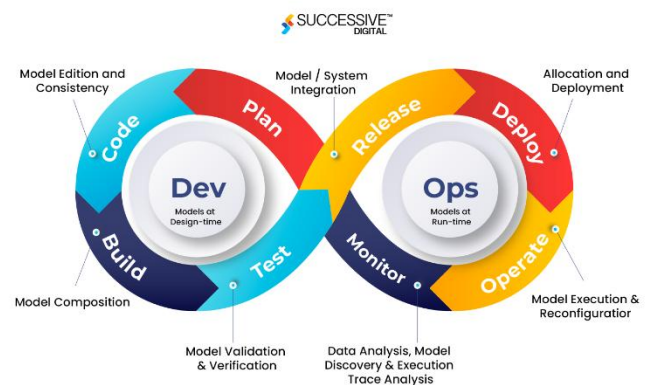 SUCCESSIVE™
DIGITAL
Model Edition and
Consistency
Model / System
Integration
Allocation and
Deployment
Code
Plan
Release
Deploy
Dev
Models at
Design-time
Ops
Models at
Run-time
Build
Test
Monitor
Operate
Model Composition
Model Execution &
Reconfiguratior
Model Validation
& Verification
Data Analysis, Model
Discovery & Execution
Trace Analysis